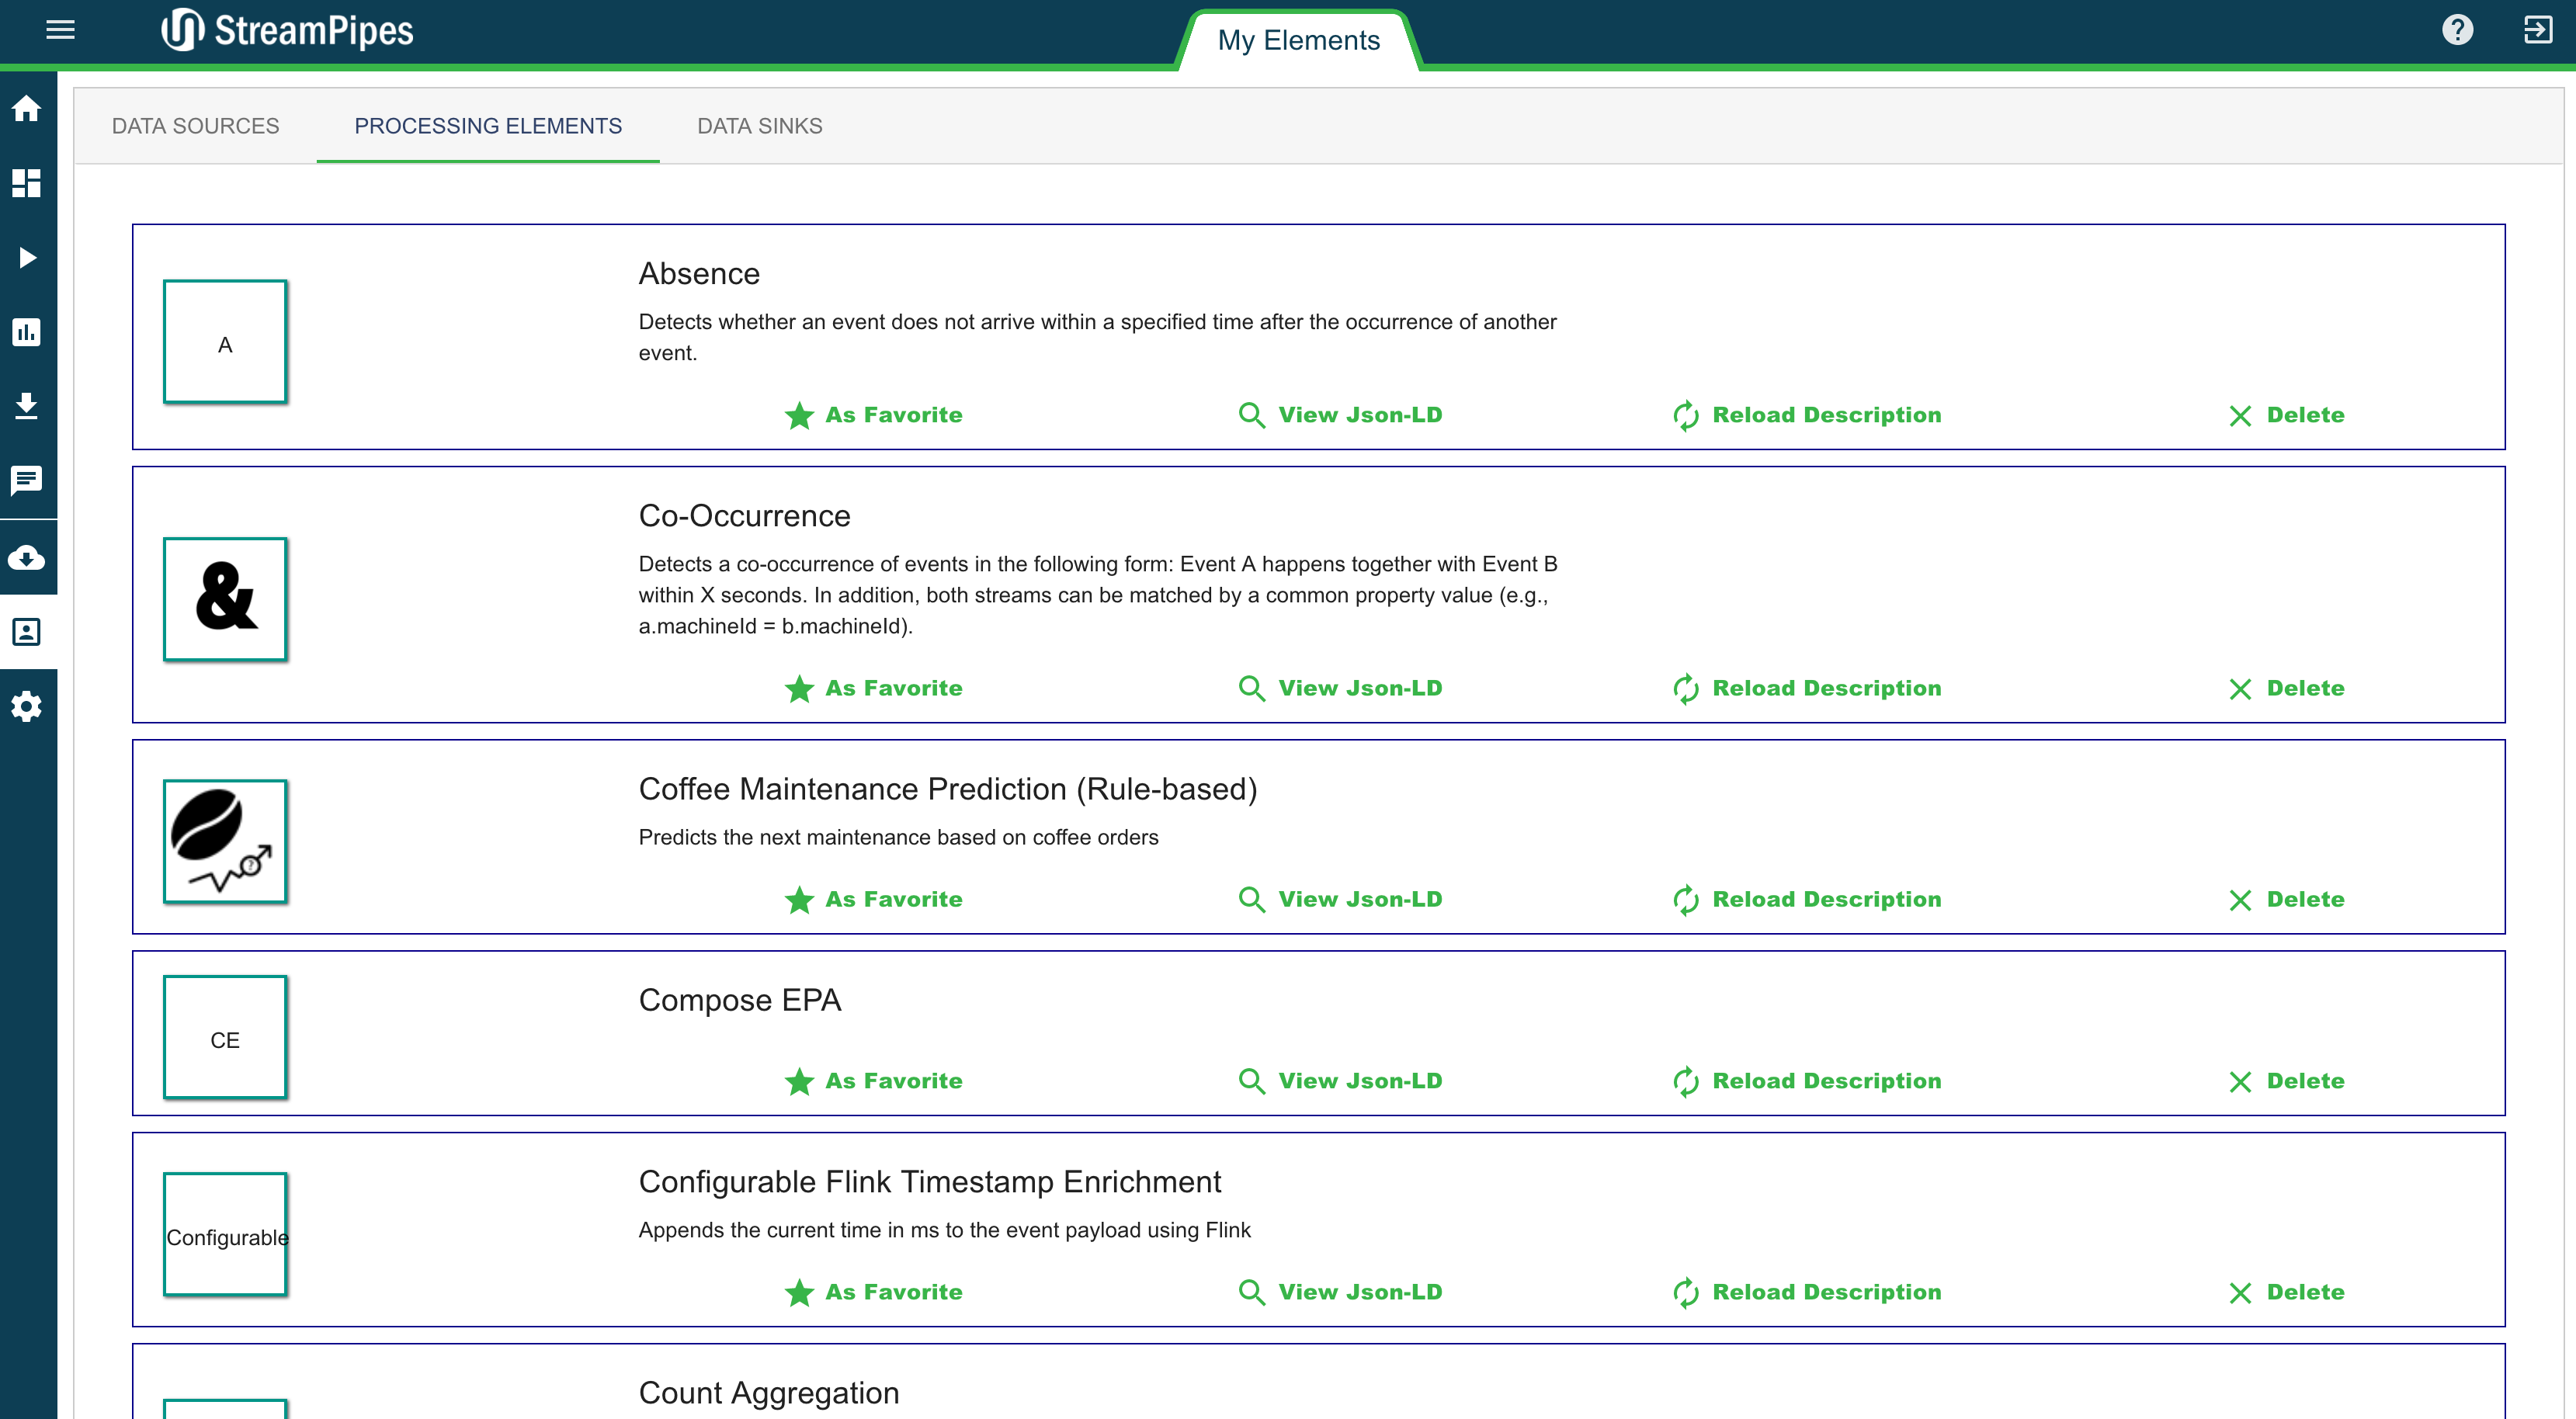 StreamPipes
My Elements
DATA SOURCES
PROCESSING ELEMENTS
DATA SINKS
A
Absence
Detects whether an event does not arrive within a specified time after the occurrence of another
event.
As Favorite
View Json-LD
Reload Description
Delete
&
Co-Occurrence
Detects a co-occurrence of events in the following form: Event A happens together with Event B
within X seconds. In addition, both streams can be matched by a common property value (e.g.,
a.machineId = b.machineId).
As Favorite
View Json-LD
Reload Description
Delete
Coffee Maintenance Prediction (Rule-based)
Predicts the next maintenance based on coffee orders
As Favorite
View Json-LD
Reload Description
Delete
CE
Compose EPA
As Favorite
View Json-LD
Reload Description
Delete
Configurable
Configurable Flink Timestamp Enrichment
Appends the current time in ms to the event payload using Flink
As Favorite
View Json-LD
Reload Description
Delete
Count Aggregation